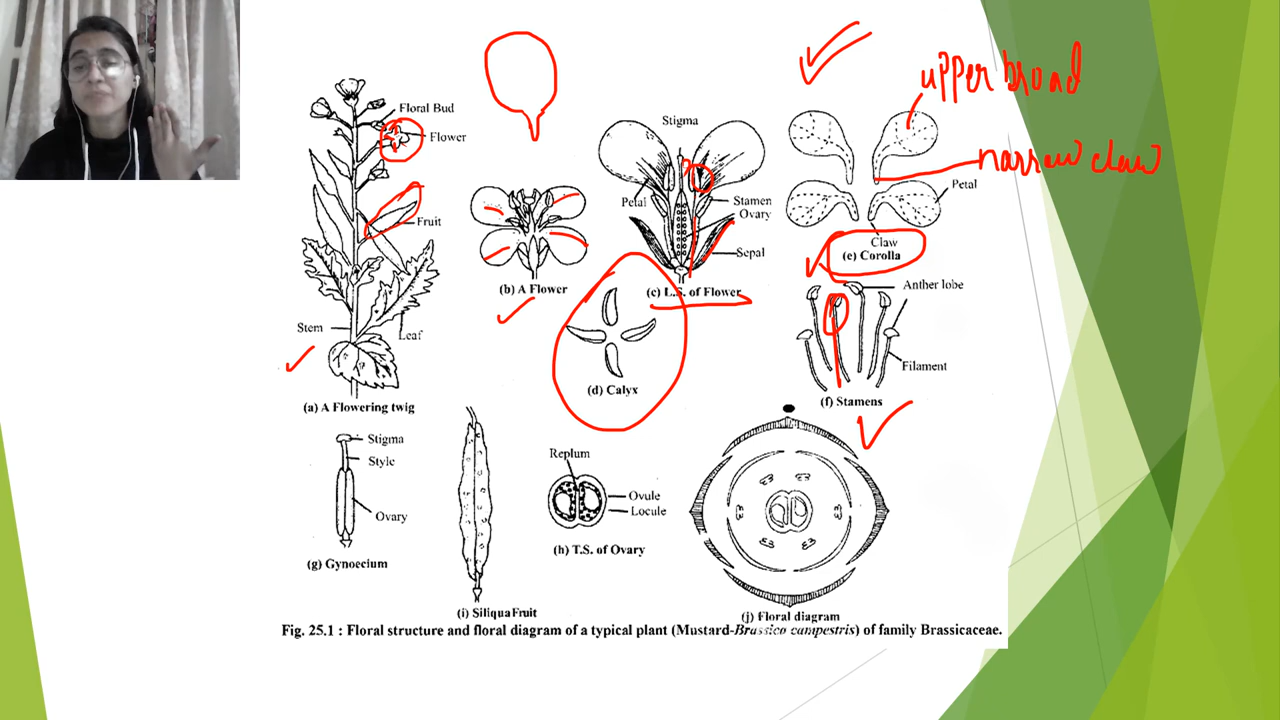 upper broad
narrow claw
Floral Bud
Flower
Fruit
Stem
Leaf
(a) A Flowering twig
(b) A Flower
Stigma
Petal
Stamen
Ovary
Sepal
(c) L.S. of Flower
(d) Calyx
Petal
Claw
(e) Corolla
Anther lobe
Filament
(f) Stamens
Stigma
Style
Ovary
(g) Gynoecium
(i) Siliqua Fruit
Replum
Ovule
Locule
(h) T.S. of Ovary
(j) Floral diagram
Fig. 25.1 : Floral structure and floral diagram of a typical plant (Mustard-Brassico campestris) of family Brassicaceae.